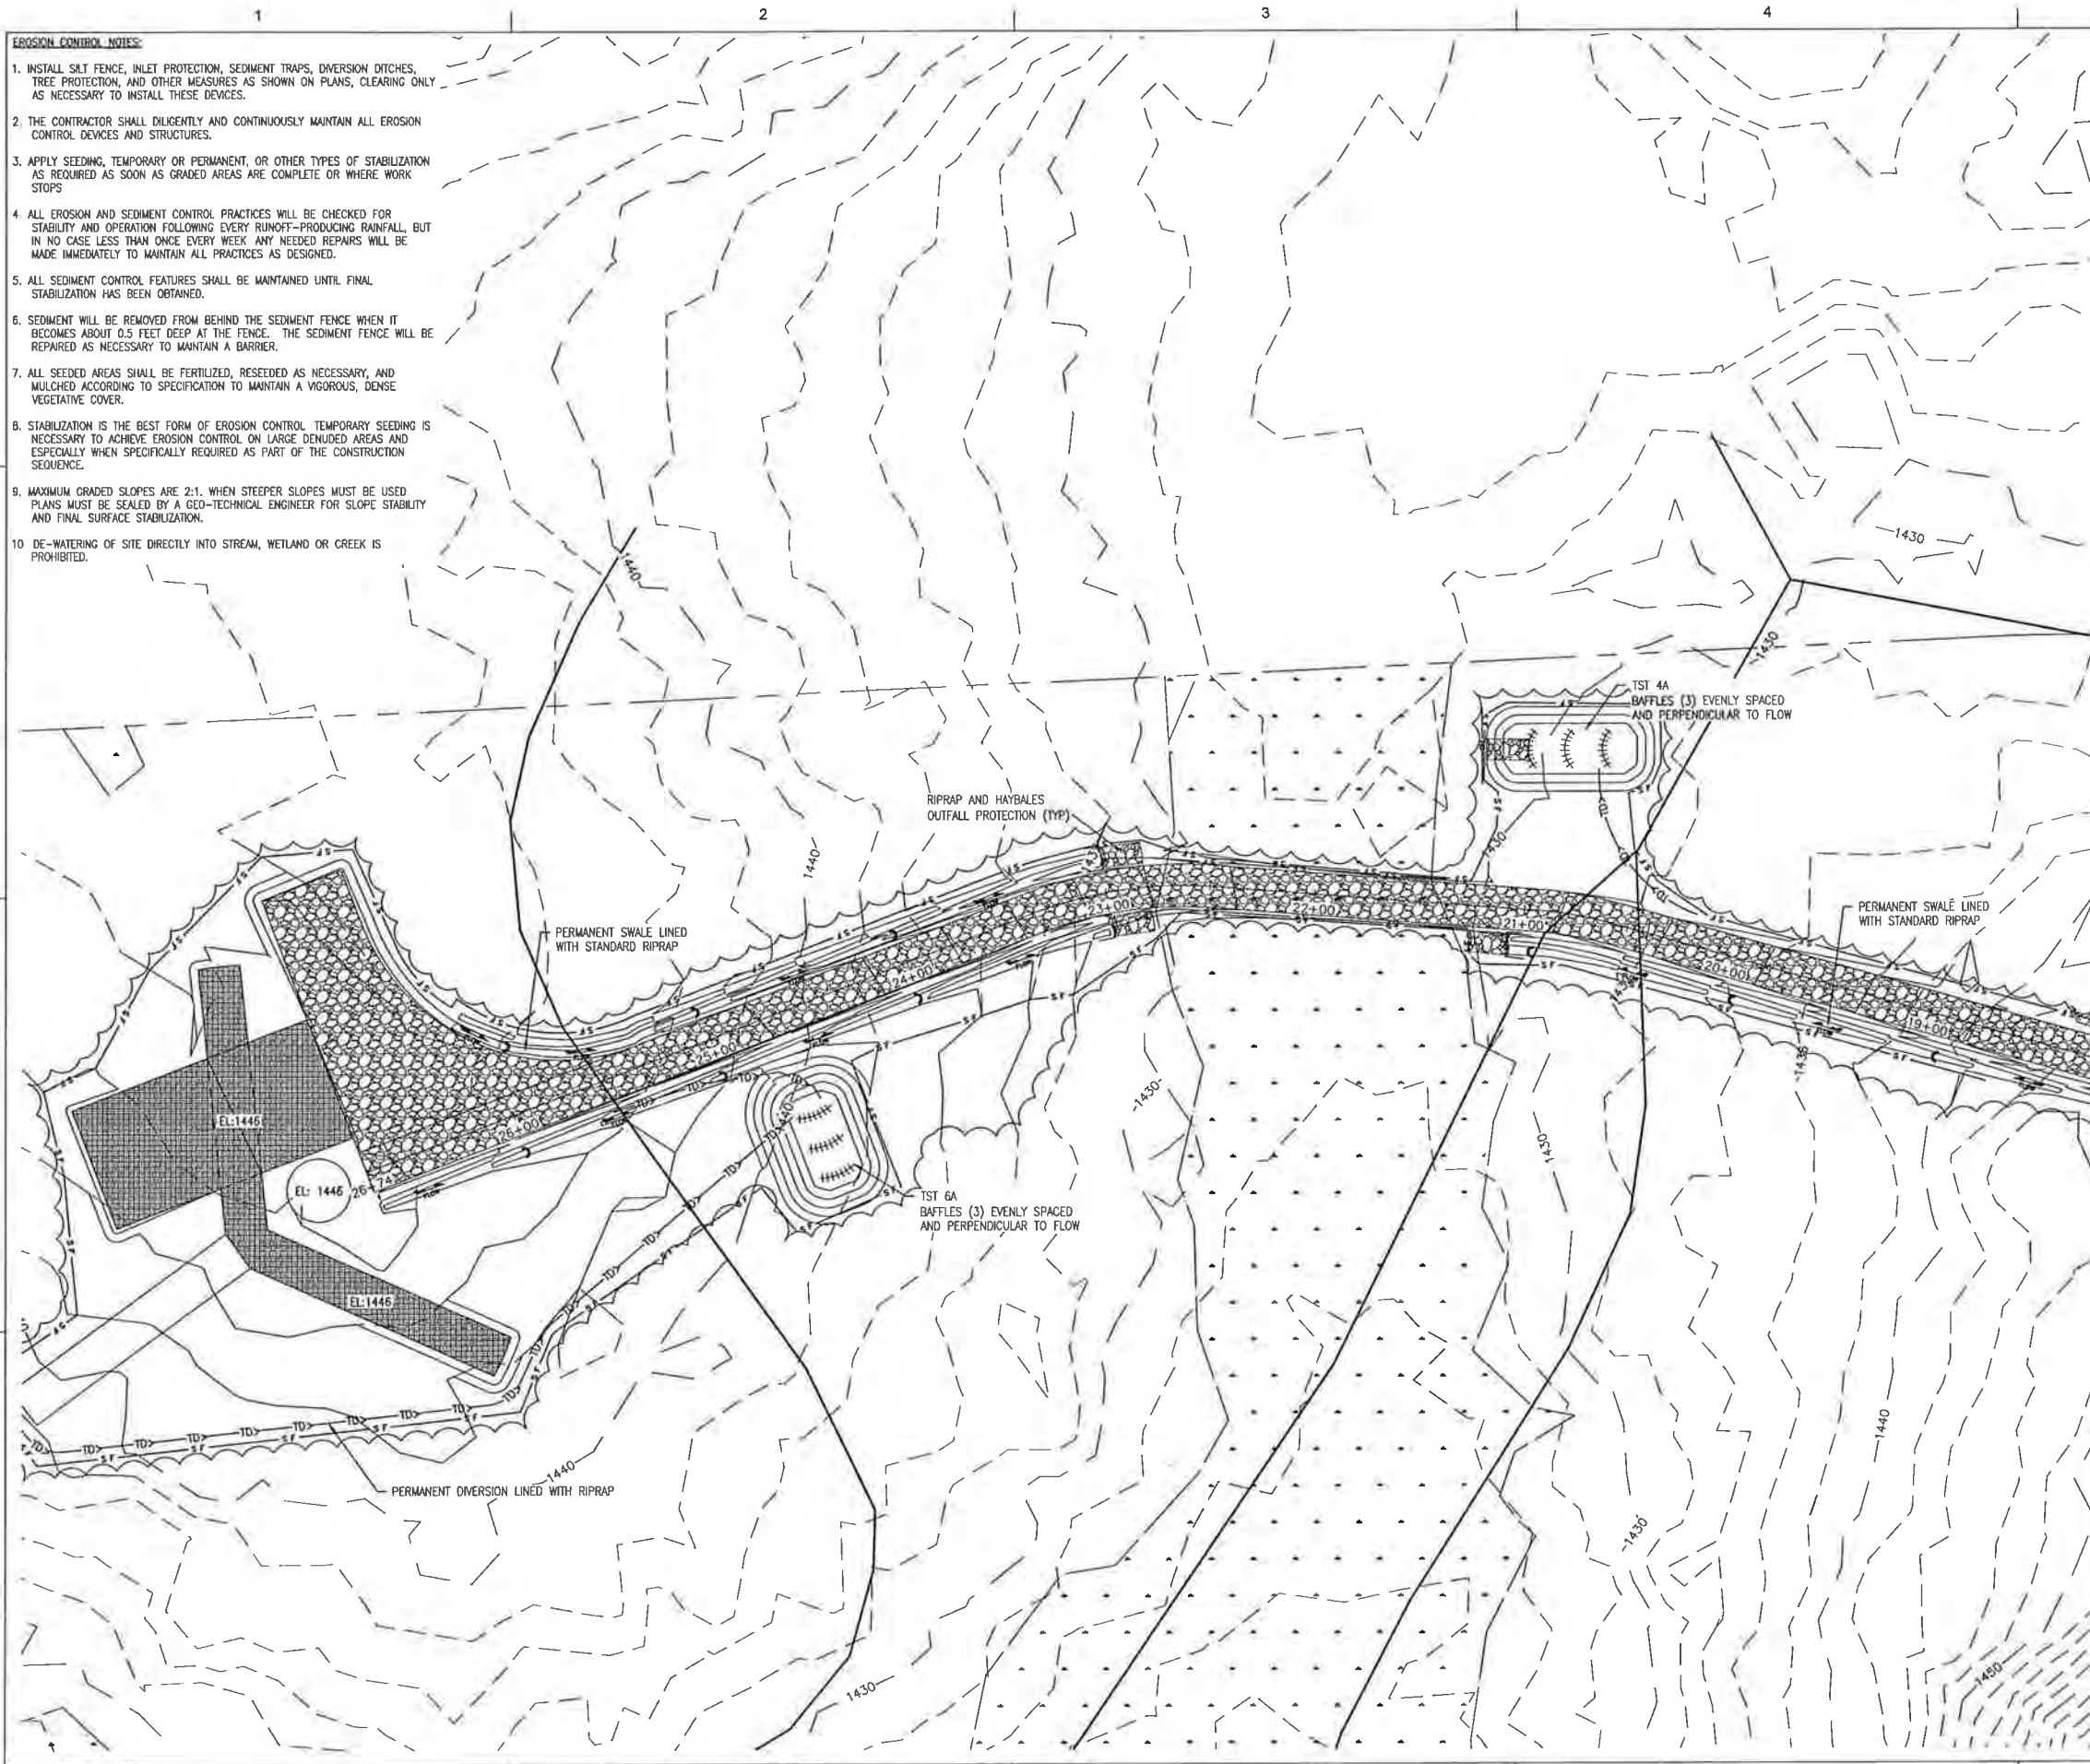 1
2
3
4
EROSION CONTROL NOTES:
1. INSTALL SILT FENCE, INLET PROTECTION, SEDIMENT TRAPS, DIVERSION DITCHES,
TREE PROTECTION, AND OTHER MEASURES AS SHOWN ON PLANS, CLEARING ONLY
AS NECESSARY TO INSTALL THESE DEVICES.
2. THE CONTRACTOR SHALL DILIGENTLY AND CONTINUOUSLY MAINTAIN ALL EROSION
CONTROL DEVICES AND STRUCTURES.
3. APPLY SEEDING, TEMPORARY OR PERMANENT, OR OTHER TYPES OF STABILIZATION
AS REQUIRED AS SOON AS GRADED AREAS ARE COMPLETE OR WHERE WORK
STOPS
4 ALL EROSION AND SEDIMENT CONTROL PRACTICES WILL BE CHECKED FOR
STABILITY AND OPERATION FOLLOWING EVERY RUNOFF-PRODUCING RAINFALL, BUT
IN NO CASE LESS THAN ONCE EVERY WEEK ANY NEEDED REPAIRS WILL BE
MADE IMMEDIATELY TO MAINTAIN ALL PRACTICES AS DESIGNED.
5. ALL SEDIMENT CONTROL FEATURES SHALL BE MAINTAINED UNTIL FINAL
STABILIZATION HAS BEEN OBTAINED.
6. SEDIMENT WILL BE REMOVED FROM BEHIND THE SEDIMENT FENCE WHEN IT
BECOMES ABOUT 0.5 FEET DEEP AT THE FENCE. THE SEDIMENT FENCE WILL BE
REPAIRED AS NECESSARY TO MAINTAIN A BARRIER.
7. ALL SEEDED AREAS SHALL BE FERTILIZED, RESEEDED AS NECESSARY, AND
MULCHED ACCORDING TO SPECIFICATION TO MAINTAIN A VIGOROUS, DENSE
VEGETATIVE COVER.
8. STABILIZATION IS THE BEST FORM OF EROSION CONTROL TEMPORARY SEEDING IS
NECESSARY TO ACHIEVE EROSION CONTROL ON LARGE DENUDED AREAS AND
ESPECIALLY WHEN SPECIFICALLY REQUIRED AS PART OF THE CONSTRUCTION
SEQUENCE.
9. MAXIMUM GRADED SLOPES ARE 2:1. WHEN STEEPER SLOPES MUST BE USED
PLANS MUST BE SEALED BY A GEO-TECHNICAL ENGINEER FOR SLOPE STABILITY
AND FINAL SURFACE STABILIZATION.
10 DE-WATERING OF SITE DIRECTLY INTO STREAM, WETLAND OR CREEK IS
PROHIBITED.
1430
1440
1430
TST 4A
BAFFLES (3) EVENLY SPACED
AND PERPENDICULAR TO FLOW
RIPRAP AND HAYBALES
OUTFALL PROTECTION (TYP)
1430
1440
PERMANENT SWALE LINED
WITH STANDARD RIPRAP
PERMANENT SWALE LINED
WITH STANDARD RIPRAP
23+00
22+00
21+00
20+00
19+00
24+00
25+00
26+00
26+74
1435
1430
1440
EL:1446
EL: 1446
EL:1446
TST 6A
BAFFLES (3) EVENLY SPACED
AND PERPENDICULAR TO FLOW
1430
1440
1440
PERMANENT DIVERSION LINED WITH RIPRAP
1430
1430
1450